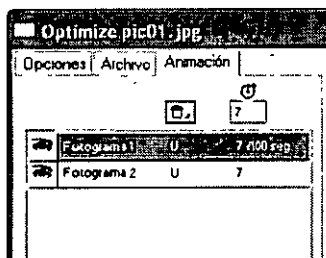 Optimize pic01.jpg
Opciones Archivo Animación
7
Fotograma 1 U 7 /100 seg
Fotograma 2 U 7